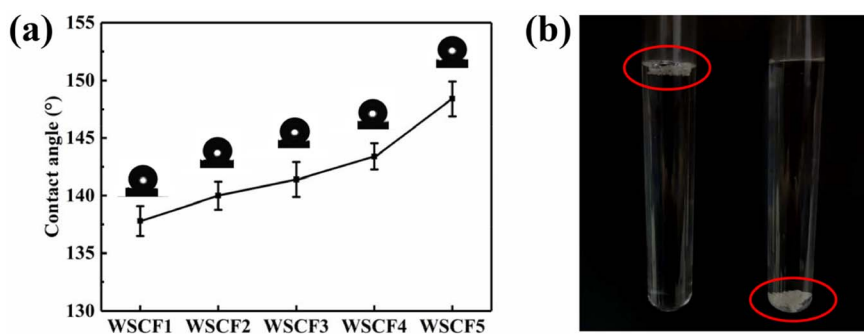 (a)
155
150
145
140
135
130
Contact angle (°)
WSCF1 WSCF2 WSCF3 WSCF4 WSCF5
(b)